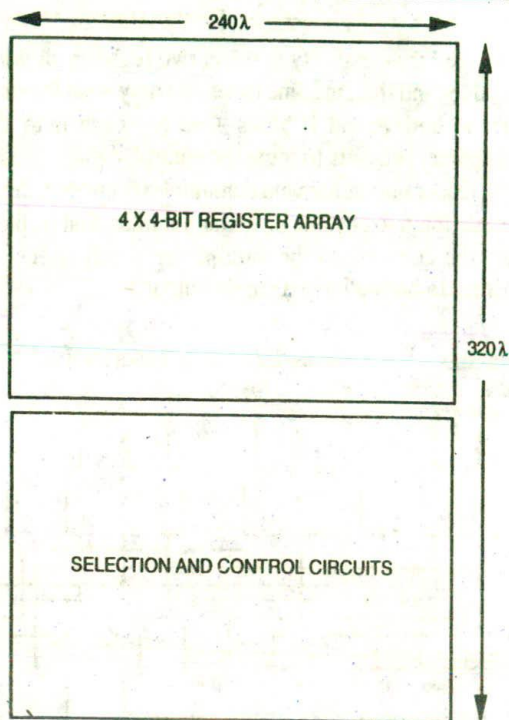 240λ
4 X 4-BIT REGISTER ARRAY
320λ
SELECTION AND CONTROL CIRCUITS